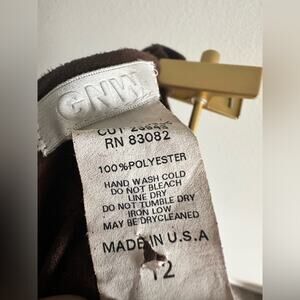 GNW
CUT
RN 83082
100% POLYESTER
HAND WASH COLD
DO NOT BLEACH
LINE DRY
DO NOT TUMBLE DRY
IRON LOW
MAY BE DRYCLEANED
MADE IN U.S.A
12